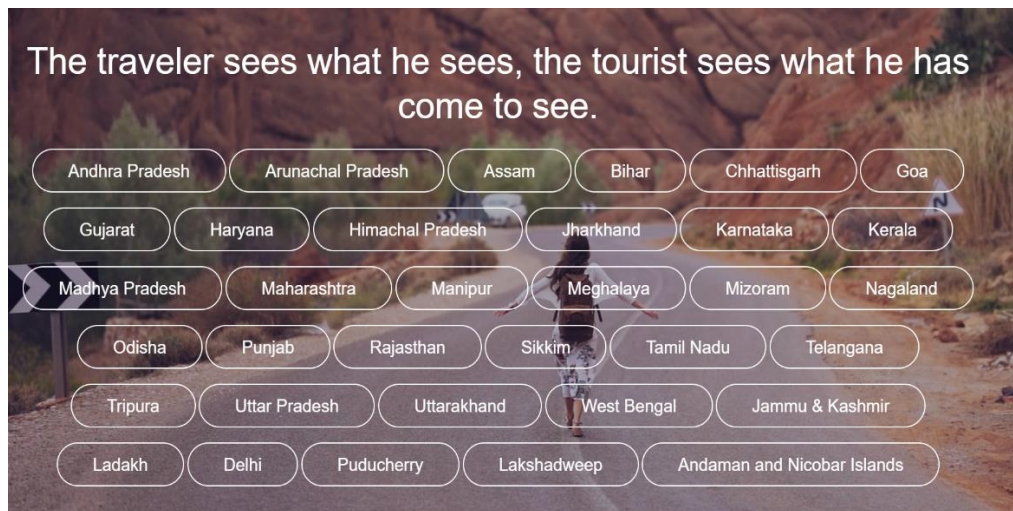 The traveler sees what he sees, the tourist sees what he has
come to see.
Andhra Pradesh Arunachal Pradesh Assam Bihar Chhattisgarh Goa
Gujarat Haryana Himachal Pradesh Jharkhand Karnataka Kerala
Madhya Pradesh Maharashtra Manipur Meghalaya Mizoram Nagaland
Odisha Punjab Rajasthan Sikkim Tamil Nadu Telangana
Tripura Uttar Pradesh Uttarakhand West Bengal Jammu & Kashmir
Ladakh Delhi Puducherry Lakshadweep Andaman and Nicobar Islands